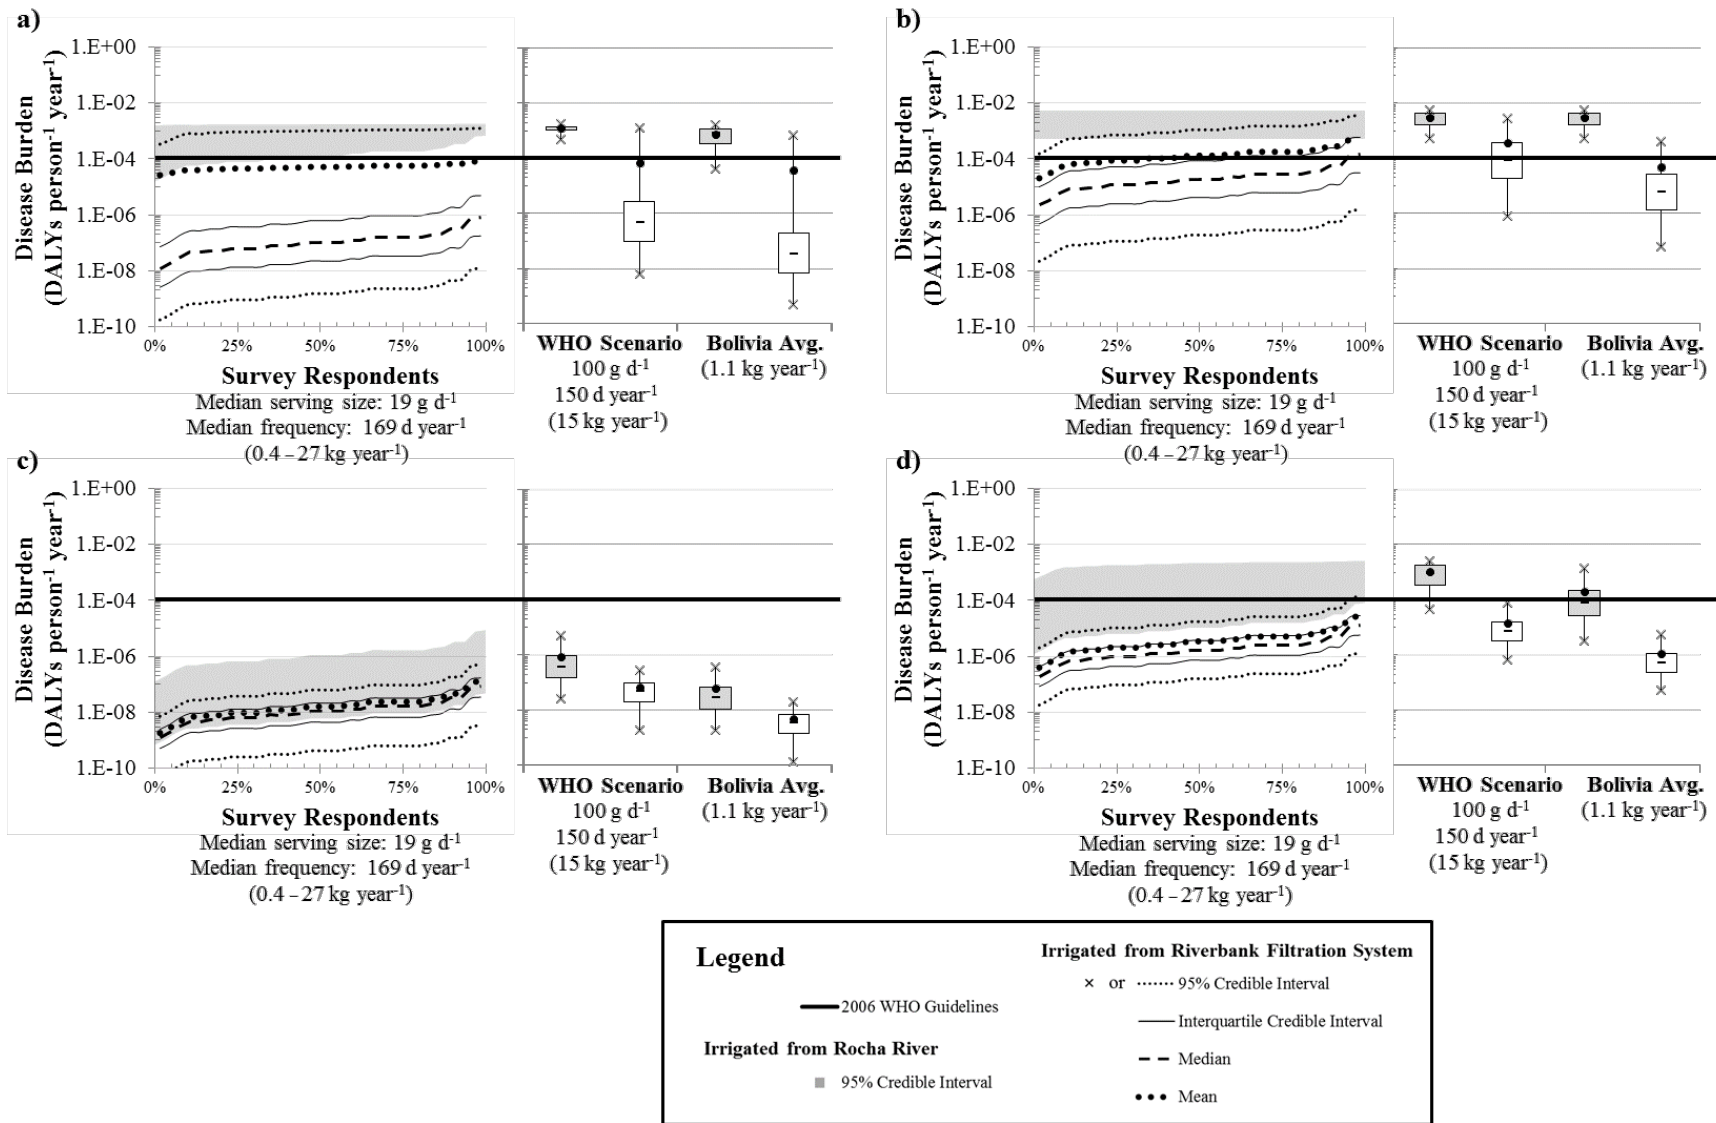 a)
Disease Burden
(DALYs person⁻¹ year⁻¹)
1.E+00
1.E-02
1.E-04
1.E-06
1.E-08
1.E-10
0% 25% 50% 75% 100%
Survey Respondents
Median serving size: 19 g d⁻¹
Median frequency: 169 d year⁻¹
(0.4 – 27 kg year⁻¹)
WHO Scenario
100 g d⁻¹
150 d year⁻¹
(15 kg year⁻¹)
Bolivia Avg.
(1.1 kg year⁻¹)
b)
Disease Burden
(DALYs person⁻¹ year⁻¹)
1.E+00
1.E-02
1.E-04
1.E-06
1.E-08
1.E-10
0% 25% 50% 75% 100%
Survey Respondents
Median serving size: 19 g d⁻¹
Median frequency: 169 d year⁻¹
(0.4 – 27 kg year⁻¹)
WHO Scenario
100 g d⁻¹
150 d year⁻¹
(15 kg year⁻¹)
Bolivia Avg.
(1.1 kg year⁻¹)
c)
Disease Burden
(DALYs person⁻¹ year⁻¹)
1.E+00
1.E-02
1.E-04
1.E-06
1.E-08
1.E-10
0% 25% 50% 75% 100%
Survey Respondents
Median serving size: 19 g d⁻¹
Median frequency: 169 d year⁻¹
(0.4 – 27 kg year⁻¹)
WHO Scenario
100 g d⁻¹
150 d year⁻¹
(15 kg year⁻¹)
Bolivia Avg.
(1.1 kg year⁻¹)
d)
Disease Burden
(DALYs person⁻¹ year⁻¹)
1.E+00
1.E-02
1.E-04
1.E-06
1.E-08
1.E-10
0% 25% 50% 75% 100%
Survey Respondents
Median serving size: 19 g d⁻¹
Median frequency: 169 d year⁻¹
(0.4 – 27 kg year⁻¹)
WHO Scenario
100 g d⁻¹
150 d year⁻¹
(15 kg year⁻¹)
Bolivia Avg.
(1.1 kg year⁻¹)
Legend
2006 WHO Guidelines
Irrigated from Rocha River
95% Credible Interval
Irrigated from Riverbank Filtration System
× or 95% Credible Interval
Interquartile Credible Interval
Median
Mean